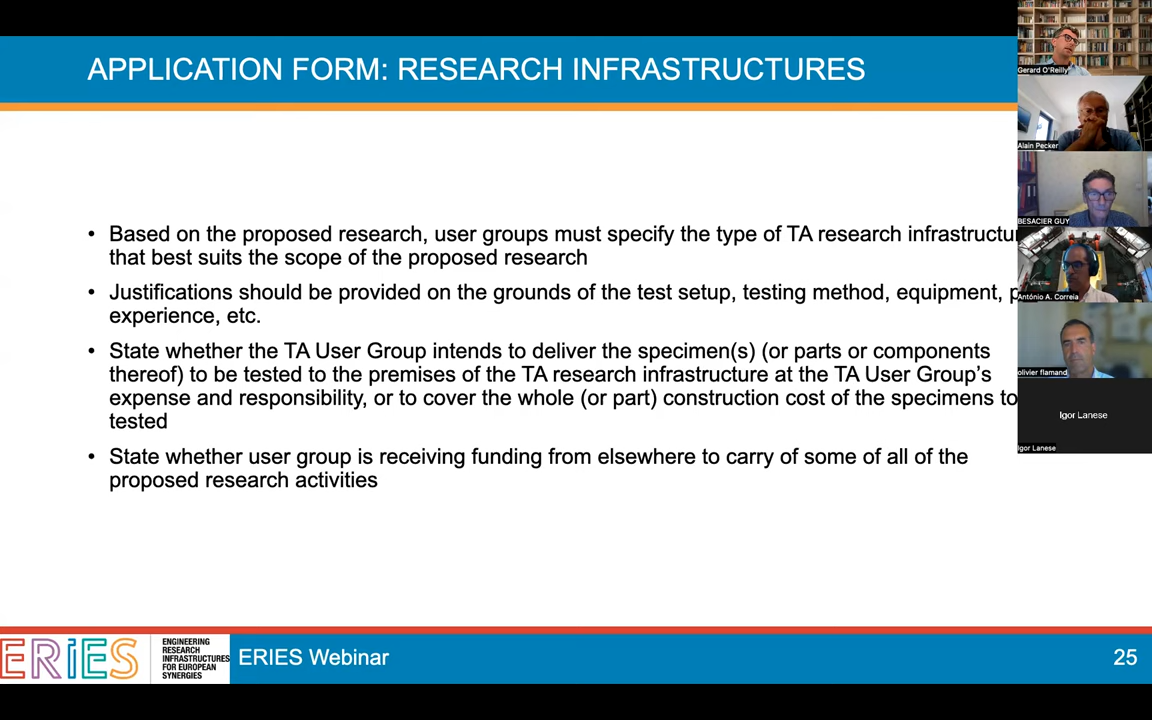 APPLICATION FORM: RESEARCH INFRASTRUCTURES
Gerard O'Reilly
Alain Pecker
BESACIER GUY
António A. Correia
olivier flamand
Igor Lanese
Igor Lanese
• Based on the proposed research, user groups must specify the type of TA research
that best suits the scope of the proposed research
• Justifications should be provided on the grounds of the test setup, testing method, equipment,
experience, etc.
• State whether the TA User Group intends to deliver the specimen(s) (or parts or components
thereof) to be tested to the premises of the TA research infrastructure at the TA User Group's
expense and responsibility, or to cover the whole (or part) construction cost of the specimens to
tested
• State whether user group is receiving funding from elsewhere to carry of some of all of the
proposed research activities
ERIES
ENGINEERING
RESEARCH
INFRASTRUCTURES
FOR EUROPEAN
SYNERGIES
ERIES Webinar
25